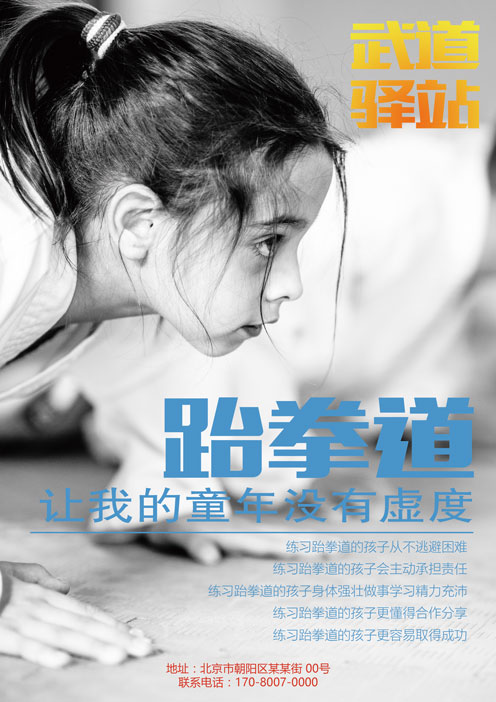 武道
驿站
跆拳道
让我的童年没有虚度
练习跆拳道的孩子从不逃避困难
练习跆拳道的孩子会主动承担责任
练习跆拳道的孩子身体强壮做事学习精力充沛
练习跆拳道的孩子更懂得合作分享
练习跆拳道的孩子更容易取得成功
地址：北京市朝阳区某某街 00号
联系电话：170-8007-0000